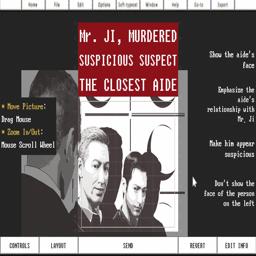 Home File Edit Options Soft-typeset Window Help Go-to Export
Mr. JI, MURDERED
SUSPICIOUS SUSPECT
THE CLOSEST AIDE
* Move Picture:
Drag Mouse
* Zoom In/Out:
Mouse Scroll Wheel
Show the aide's
face
Emphasize the
aide's
relationship with
Mr. Ji
Make him appear
suspicious
Don't show the
face of the person
on the left
CONTROLS LAYOUT SEND REVERT EDIT INFO